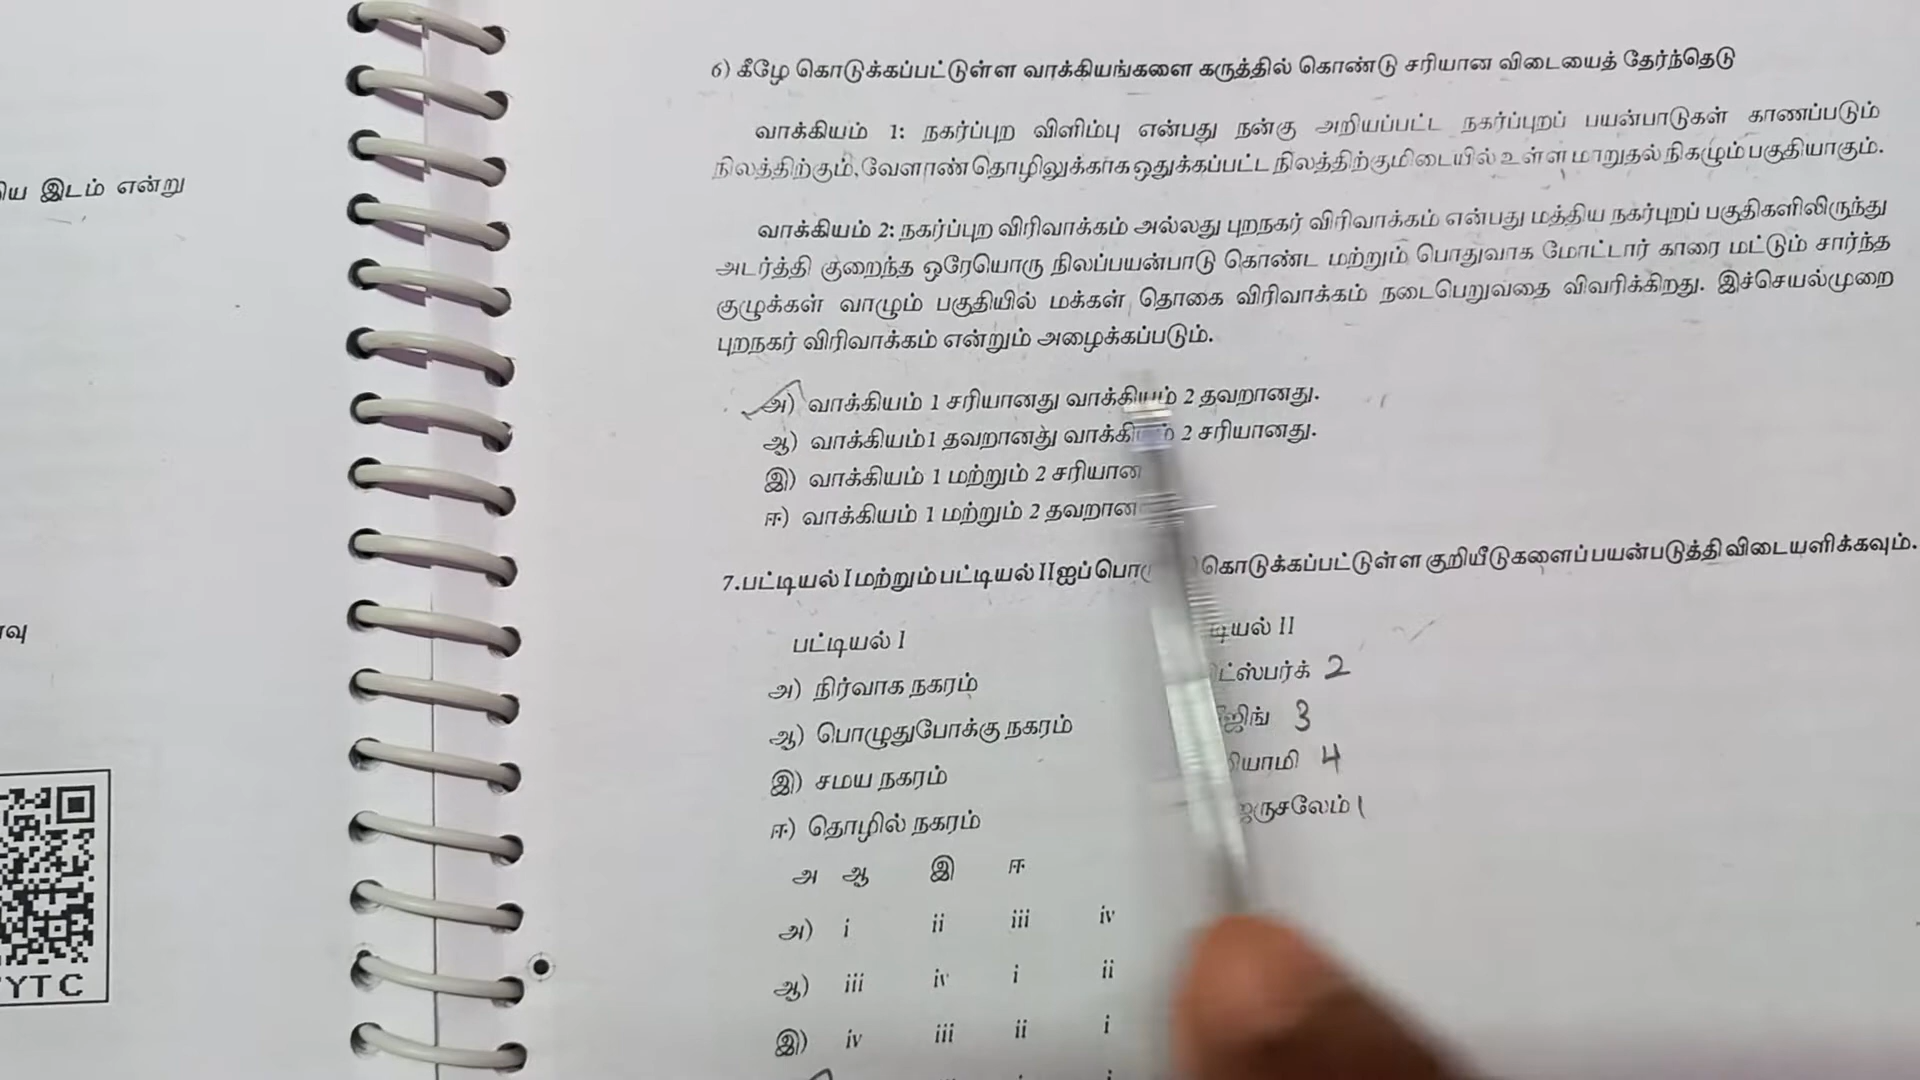 ிய இடம் என்று
வு
YTC
6) கீழே கொடுக்கப்பட்டுள்ள வாக்கியங்களை கருத்தில் கொண்டு சரியான விடையைத் தேர்ந்தெடு
வாக்கியம் 1: நகர்ப்புற விளிம்பு என்பது நன்கு அறியப்பட்ட நகர்ப்புறப் பயன்பாடுகள் காணப்படும்
நிலத்திற்கும், வேளாண்தொழிலுக்காக ஒதுக்கப்பட்ட நிலத்திற்குமிடையில் உள்ள மாறுதல் நிகழும் பகுதியாகும்.
வாக்கியம் 2: நகர்ப்புற விரிவாக்கம் அல்லது புறநகர் விரிவாக்கம் என்பது மத்திய நகர்புறப் பகுதிகளிலிருந்து
அடர்த்தி குறைந்த ஒரேயொரு நிலப்பயன்பாடு கொண்ட மற்றும் பொதுவாக மோட்டார் காரை மட்டும் சார்ந்த
குழுக்கள் வாழும் பகுதியில் மக்கள் தொகை விரிவாக்கம் நடைபெறுவதை விவரிக்கிறது. இச்செயல்முறை
புறநகர் விரிவாக்கம் என்றும் அழைக்கப்படும்.
அ) வாக்கியம் 1 சரியானது வாக்கியம் 2 தவறானது.
ஆ) வாக்கியம்1 தவறானது வாக்கியம் 2 சரியானது.
இ) வாக்கியம் 1 மற்றும் 2 சரியான
ஈ) வாக்கியம் 1 மற்றும் 2 தவறான
7.பட்டியல் I மற்றும் பட்டியல் II ஐப் கொடுக்கப்பட்டுள்ள குறியீடுகளைப் பயன்படுத்தி விடையளிக்கவும்.
பட்டியல் I டியல் II
அ) நிர்வாக நகரம் ட்ஸ்பர்க் 2
ஆ) பொழுதுபோக்கு நகரம் ஜிங் 3
இ) சமய நகரம் யாமி 4
ஈ) தொழில் நகரம் ஜெருசலேம் 1
அ ஆ இ ஈ
அ) i ii iii iv
ஆ) iii iv i ii
இ) iv iii ii i